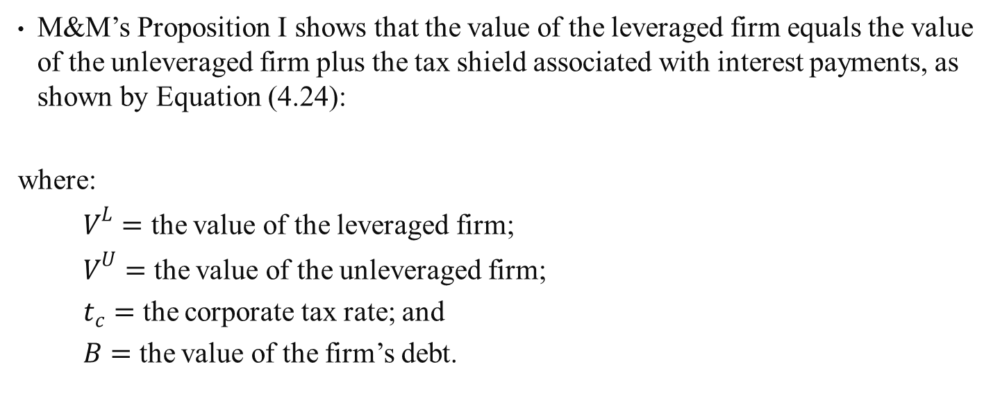 • M&M’s Proposition I shows that the value of the leveraged firm equals the value
of the unleveraged firm plus the tax shield associated with interest payments, as
shown by Equation (4.24):
where:
V^L = the value of the leveraged firm;
V^U = the value of the unleveraged firm;
t_c = the corporate tax rate; and
B = the value of the firm’s debt.